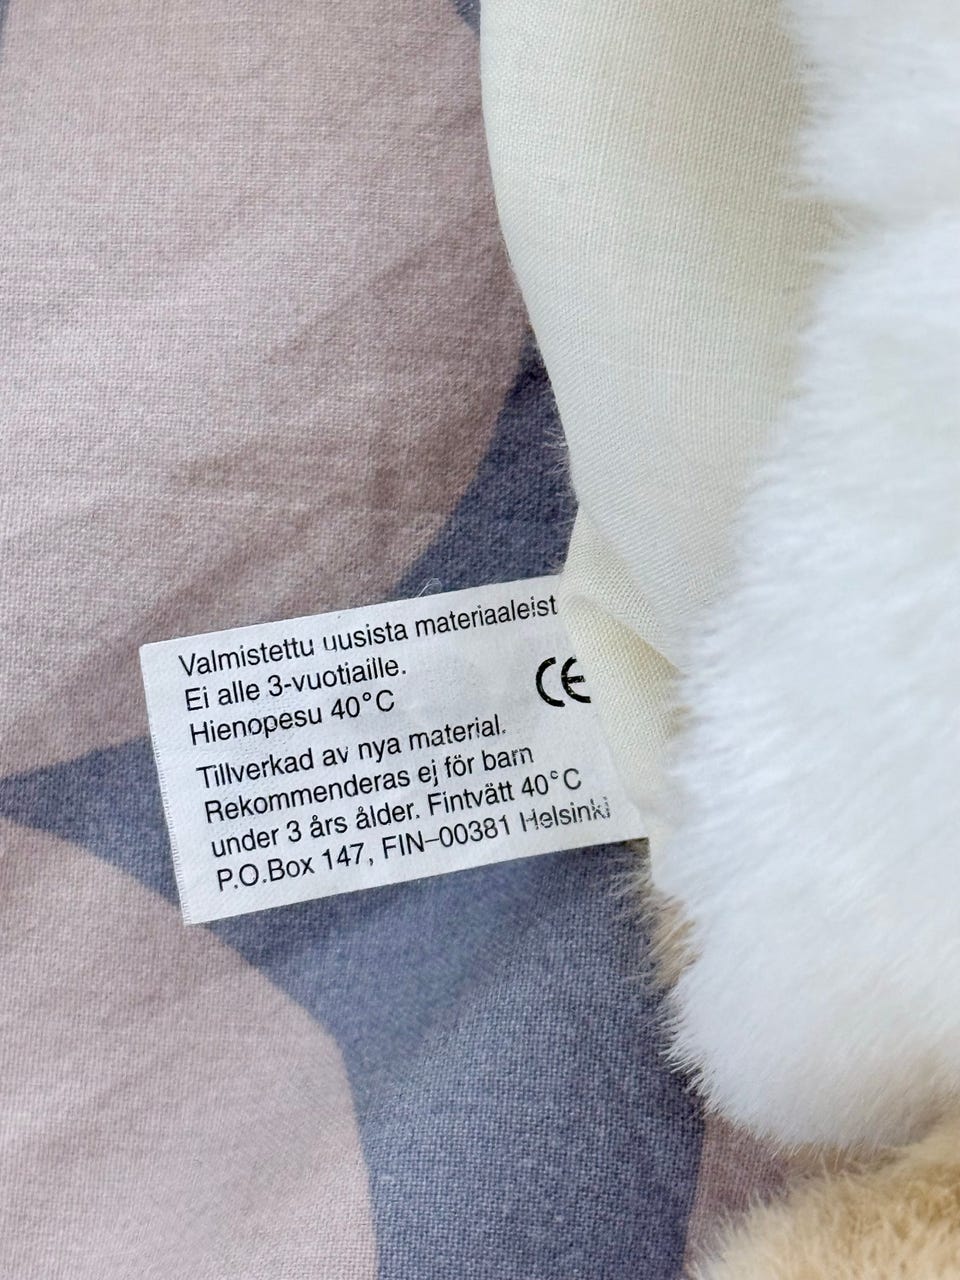 Valmistettu uusista materiaaleist
Ei alle 3-vuotiaille.
Hienopesu 40°C
CE
Tillverkad av nya material.
Rekommenderas ej för barn
under 3 års ålder. Fintvätt 40°C
P.O.Box 147, FIN–00381 Helsinki